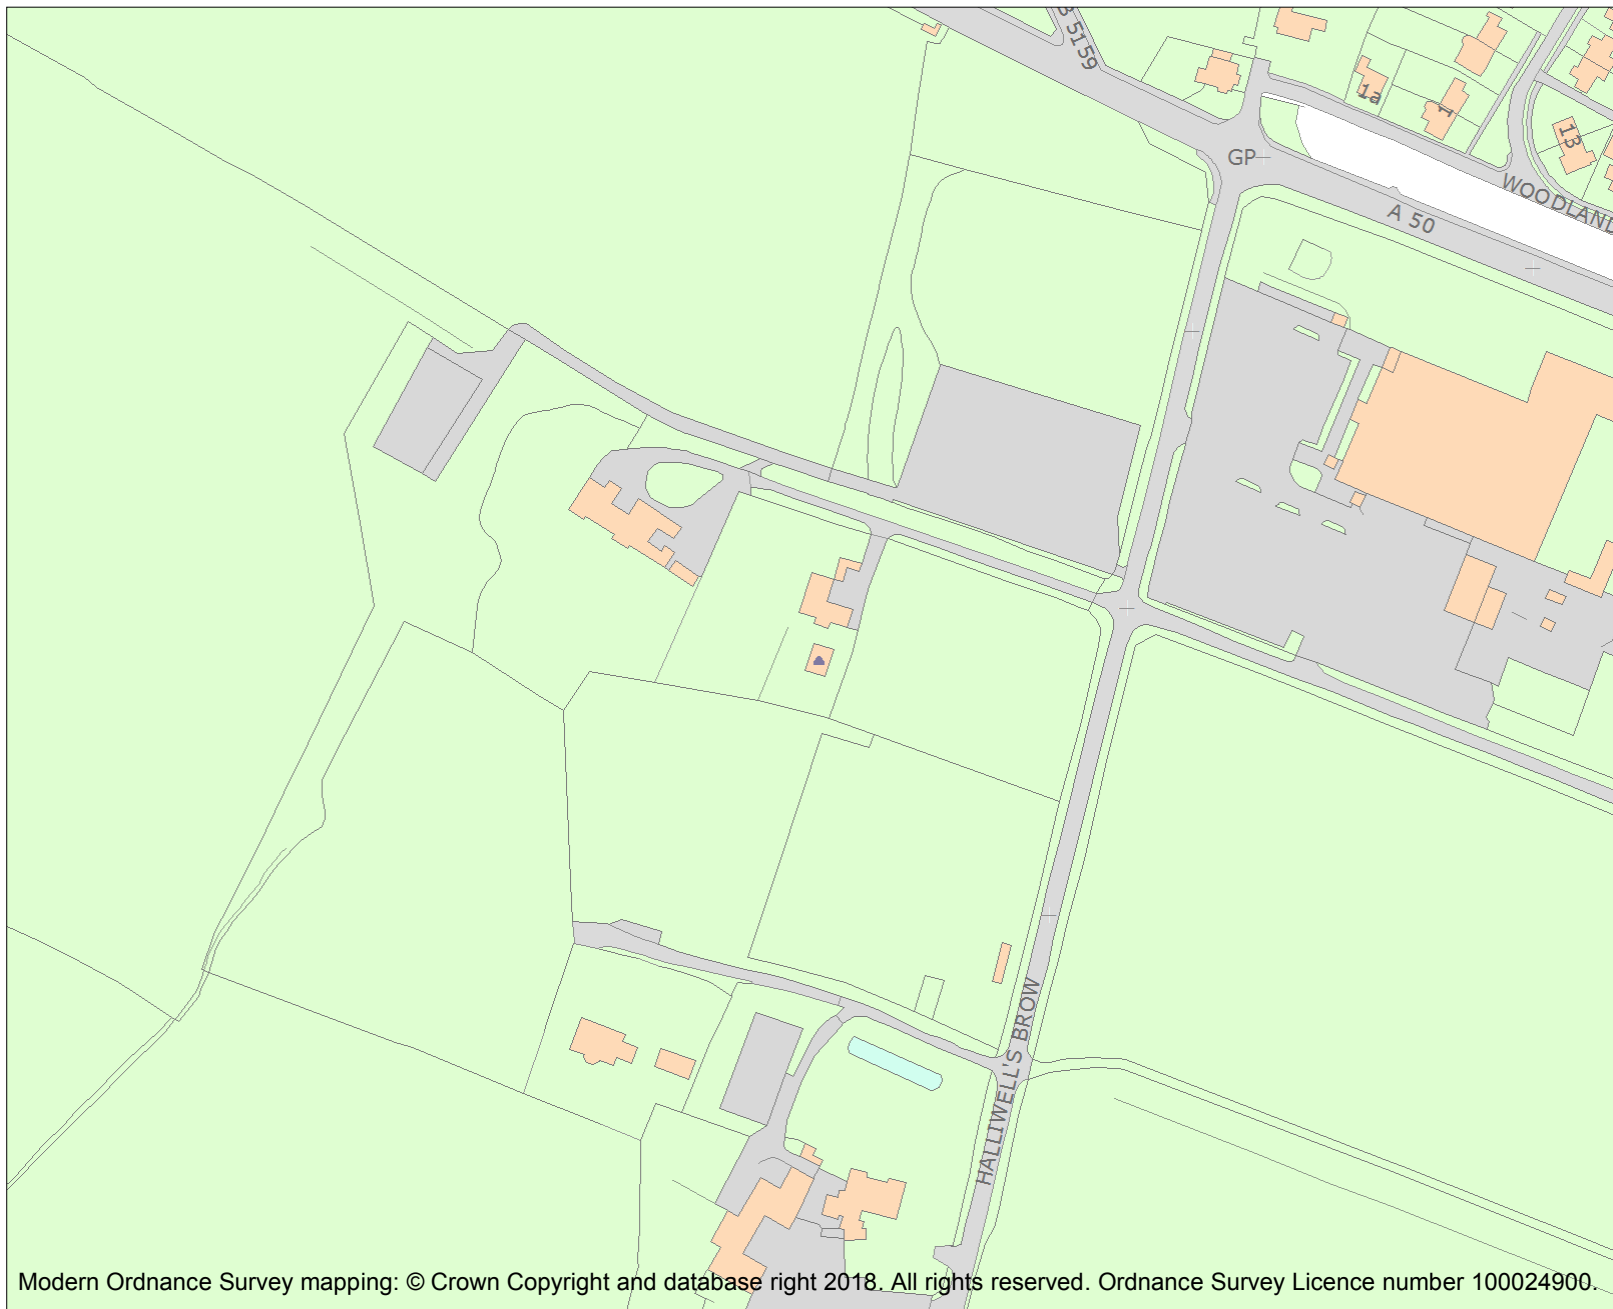 B 5159
1a
1
13
GP
WOODLAND
A 50
HALLIWELL'S BROW
Modern Ordnance Survey mapping: © Crown Copyright and database right 2018. All rights reserved. Ordnance Survey Licence number 100024900.